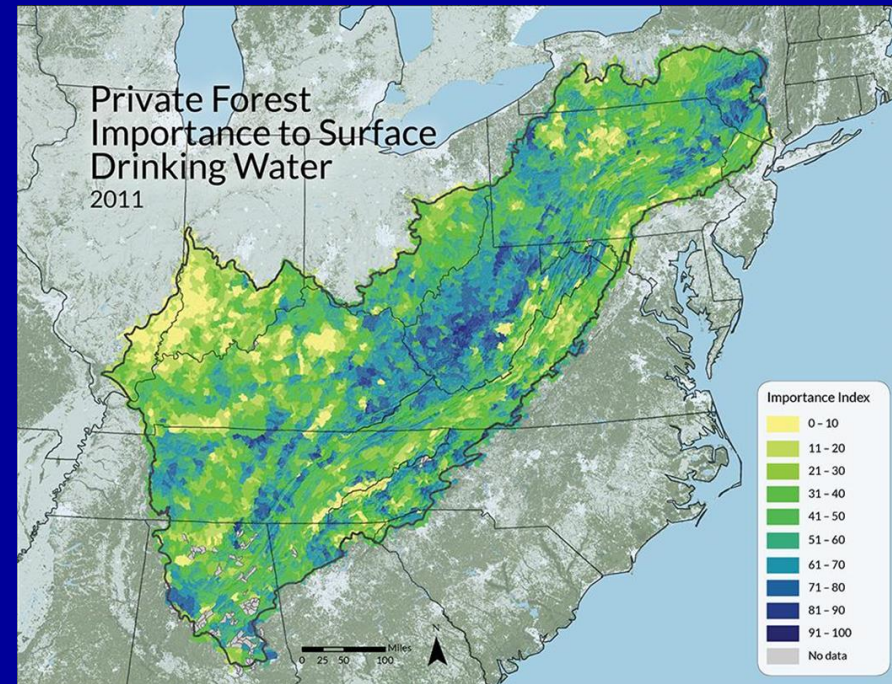 Private Forest
Importance to Surface
Drinking Water
2011
Importance Index
0 – 10
11 – 20
21 – 30
31 – 40
41 – 50
51 – 60
61 – 70
71 – 80
81 – 90
91 – 100
No data
N
Miles
0 25 50 100